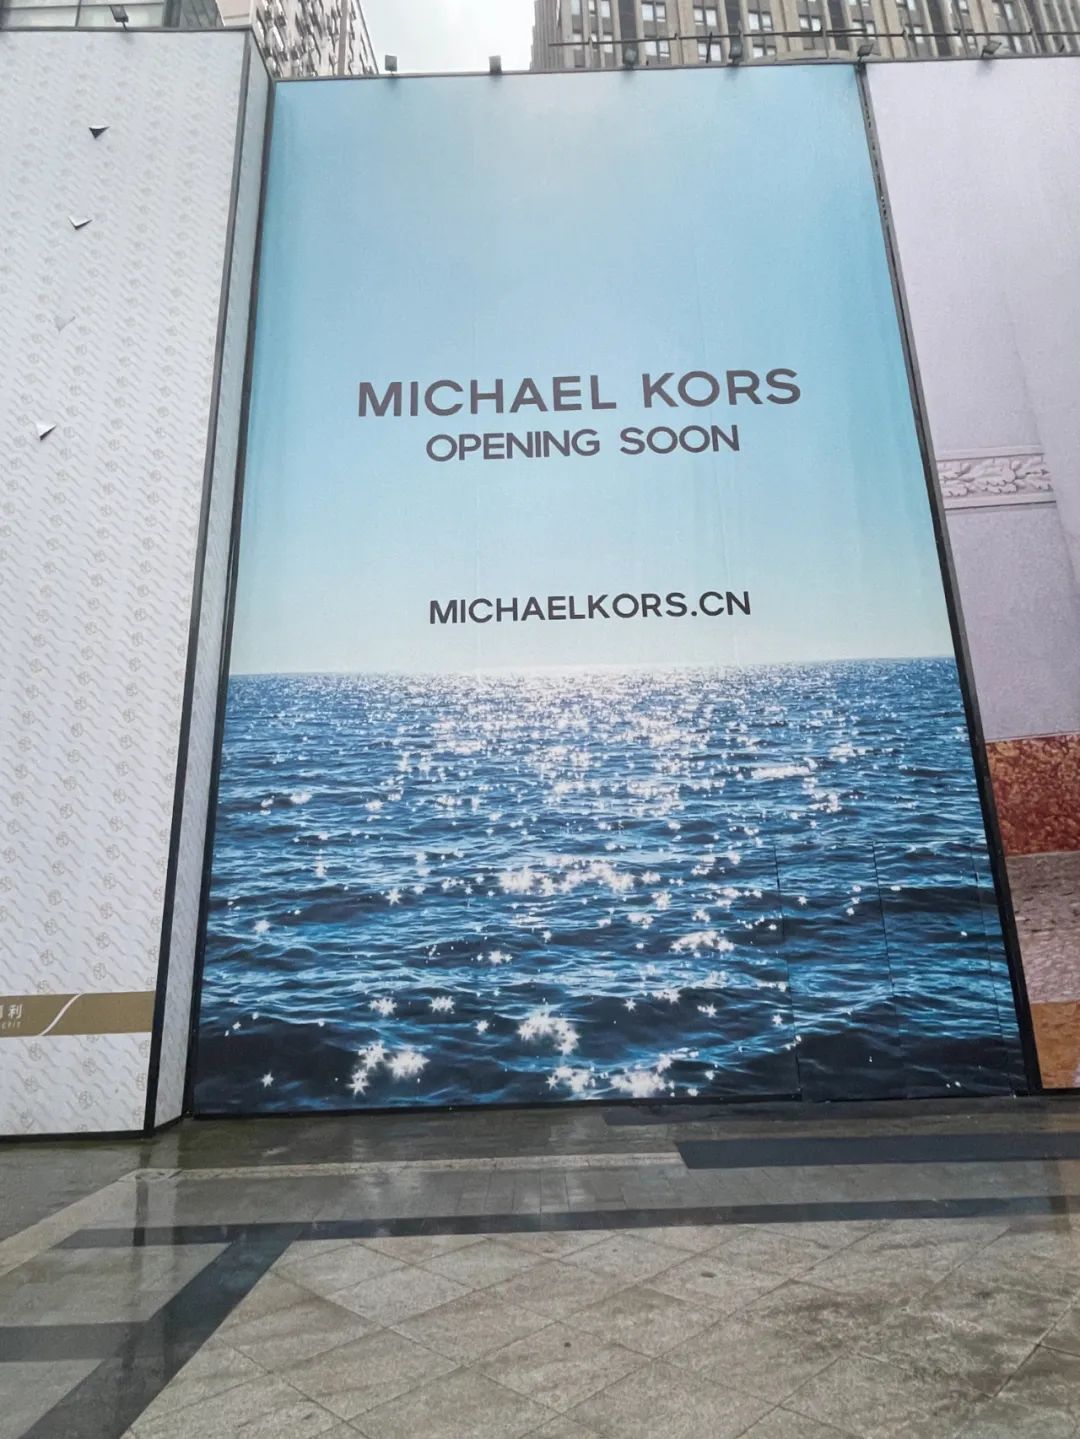 MICHAEL KORS
OPENING SOON
MICHAELKORS.CN
利